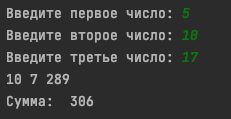 Введите первое число: 5
Введите второе число: 10
Введите третье число: 17
10 7 289
Сумма:  306